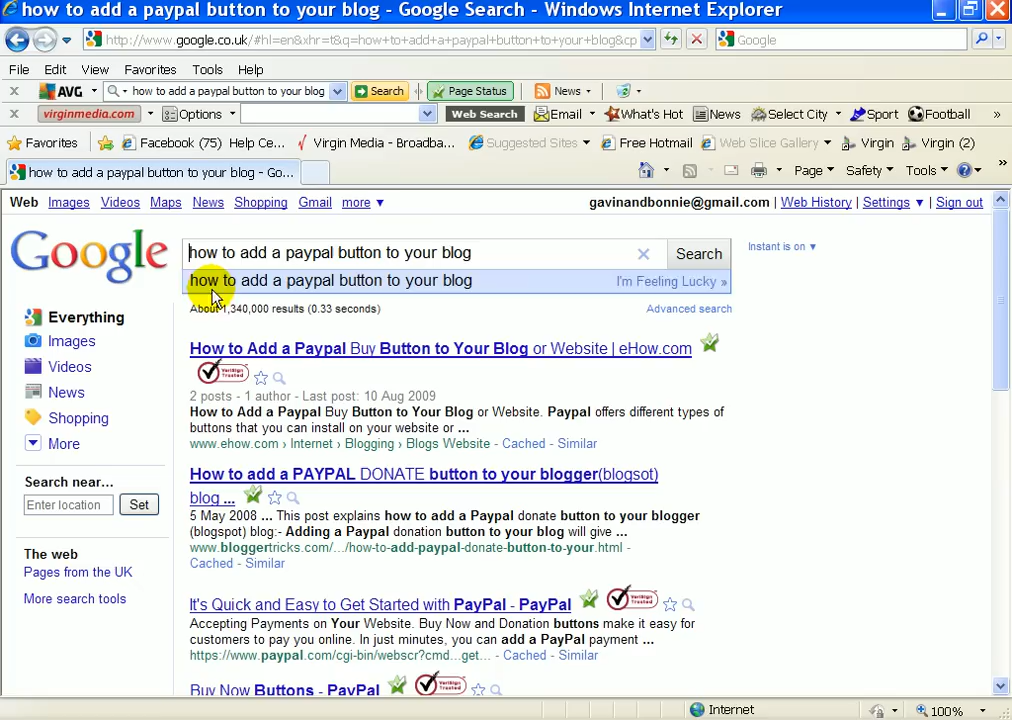 how to add a paypal button to your blog - Google Search - Windows Internet Explorer
http://www.google.co.uk/#hl=en&xhr=t&q=how+to+add+a+paypal+button+to+your+blog&cp
Google
File Edit View Favorites Tools Help
x AVG how to add a paypal button to your blog Search Page Status News
x virginmedia.com Options Web Search Email What's Hot News Select City Sport Football »
Favorites Facebook (75) Help Ce... Virgin Media - Broadba... Suggested Sites Free Hotmail Web Slice Gallery Virgin Virgin (2)
how to add a paypal button to your blog - Go... Page Safety Tools »
Web Images Videos Maps News Shopping Gmail more ▼ gavinandbonnie@gmail.com | Web History | Settings ▼ | Sign out
Google how to add a paypal button to your blog Search Instant is on ▼
how to add a paypal button to your blog I'm Feeling Lucky »
About 1,340,000 results (0.33 seconds) Advanced search
Everything
Images
Videos
News
Shopping
More
Search near...
Enter location Set
The web
Pages from the UK
More search tools
How to Add a Paypal Buy Button to Your Blog or Website | eHow.com
VeriSign Trusted
2 posts - 1 author - Last post: 10 Aug 2009
How to Add a Paypal Buy Button to Your Blog or Website. Paypal offers different types of
buttons that you can install on your website or ...
www.ehow.com › Internet › Blogging › Blogs Website - Cached - Similar
How to add a PAYPAL DONATE button to your blogger(blogsot)
blog ...
5 May 2008 ... This post explains how to add a Paypal donate button to your blogger
(blogspot) blog:- Adding a Paypal donation button to your blog will give ...
www.bloggertricks.com/.../how-to-add-paypal-donate-button-to-your.html -
Cached - Similar
It's Quick and Easy to Get Started with PayPal - PayPal
VeriSign Trusted
Accepting Payments on Your Website. Buy Now and Donation buttons make it easy for
customers to pay you online. In just minutes, you can add a PayPal payment ...
https://www.paypal.com/cgi-bin/webscr?cmd...get... - Cached - Similar
Buy Now Buttons - PayPal
Internet 100%